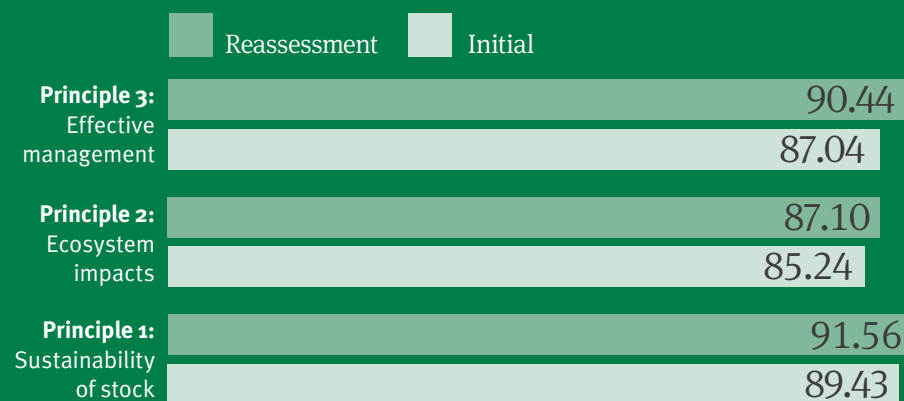 Reassessment Initial
Principle 3:
Effective
management
90.44
87.04
Principle 2:
Ecosystem
impacts
87.10
85.24
Principle 1:
Sustainability
of stock
91.56
89.43